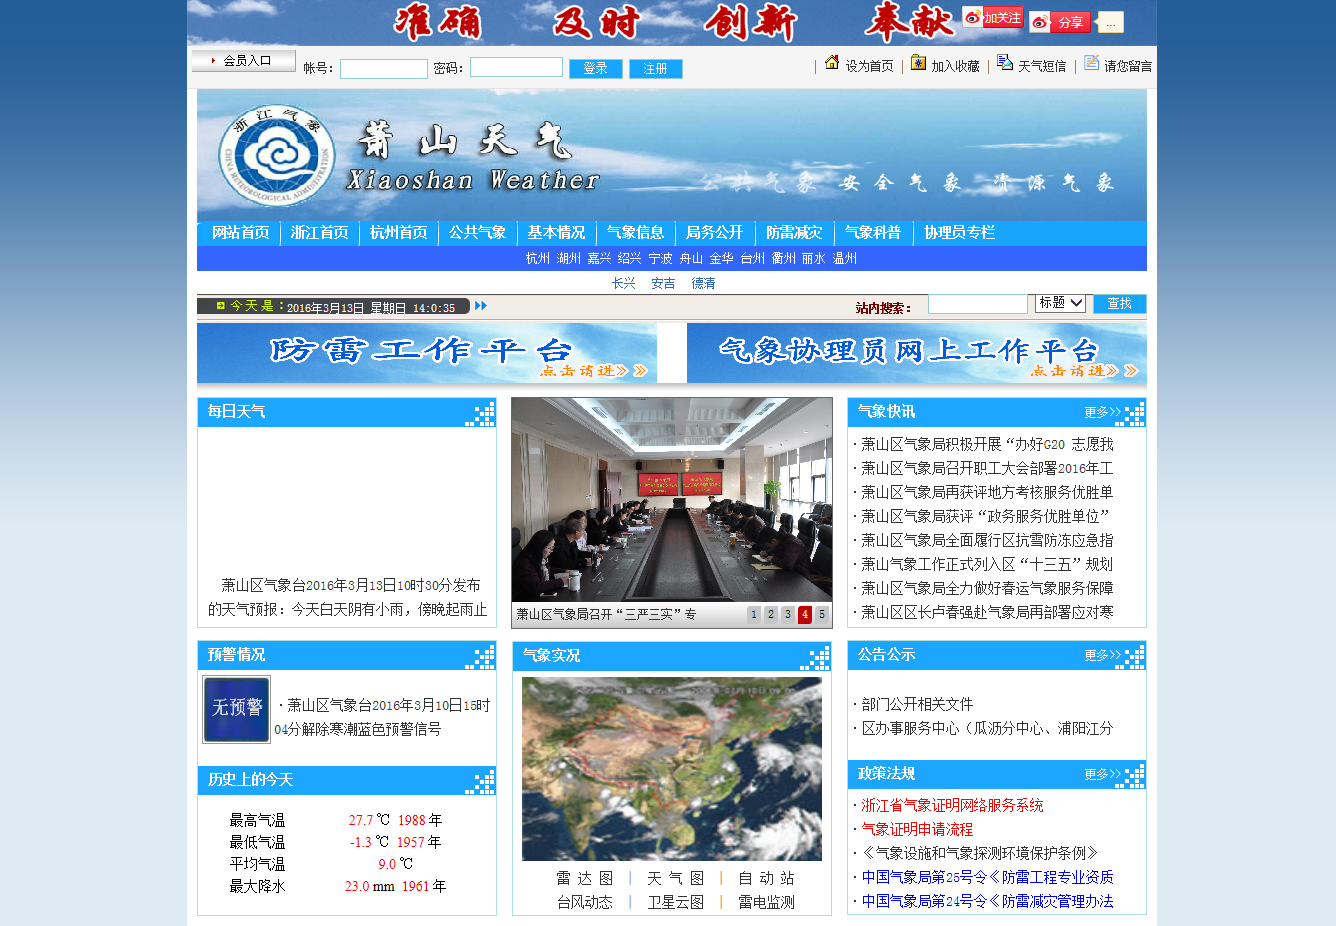 准确 及时 创新 奉献
加关注 分享 ...
会员入口 帐号： 密码： 登录 注册
设为首页 加入收藏 天气短信 请您留言
浙江气象
CHINA METEOROLOGICAL ADMINISTRATION
萧山天气
Xiaoshan Weather
公共气象 安全气象 资源气象
网站首页 浙江首页 杭州首页 公共气象 基本情况 气象信息 局务公开 防雷减灾 气象科普 协理员专栏
杭州 湖州 嘉兴 绍兴 宁波 舟山 金华 台州 衢州 丽水 温州
长兴 安吉 德清
今天是：2016年3月13日 星期日 14:0:35
站内搜索： 标题 查找
防雷工作平台
点击请进》》
气象协理员网上工作平台
点击请进》》
每日天气
萧山区气象台2016年3月13日10时30分发布
的天气预报：今天白天阴有小雨，傍晚起雨止
萧山区气象局召开“三严三实”专
1 2 3 4 5
气象快讯 更多>>
·萧山区气象局积极开展“办好G20 志愿我
·萧山区气象局召开职工大会部署2016年工
·萧山区气象局再获评地方考核服务优胜单
·萧山区气象局获评“政务服务优胜单位”
·萧山区气象局全面履行区抗雪防冻应急指
·萧山气象工作正式列入区“十三五”规划
·萧山区气象局全力做好春运气象服务保障
·萧山区区长卢春强赴气象局再部署应对寒
预警情况
无预警
·萧山区气象台2016年3月10日15时
04分解除寒潮蓝色预警信号
历史上的今天
最高气温 27.7 ℃ 1988 年
最低气温 -1.3 ℃ 1957 年
平均气温 9.0 ℃
最大降水 23.0 mm 1961 年
气象实况
雷达图 | 天气图 | 自动站
台风动态 | 卫星云图 | 雷电监测
公告公示 更多>>
·部门公开相关文件
·区办事服务中心（瓜沥分中心、浦阳江分
政策法规 更多>>
·浙江省气象证明网络服务系统
·气象证明申请流程
·《气象设施和气象探测环境保护条例》
·中国气象局第25号令《防雷工程专业资质
·中国气象局第24号令《防雷减灾管理办法